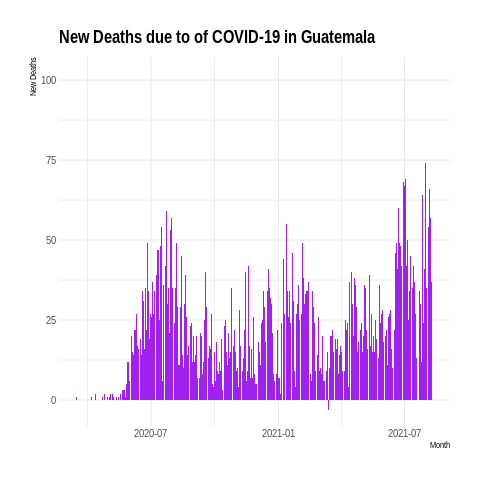 New Deaths due to of COVID-19 in Guatemala
New Deaths
100
75
50
25
0
2020-07
2021-01
2021-07
Month